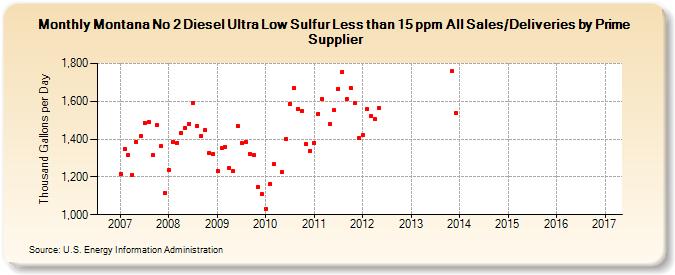 Monthly Montana No 2 Diesel Ultra Low Sulfur Less than 15 ppm All Sales/Deliveries by Prime
Supplier
Thousand Gallons per Day
1,800
1,600
1,400
1,200
1,000
2007 2008 2009 2010 2011 2012 2013 2014 2015 2016 2017
Source: U.S. Energy Information Administration